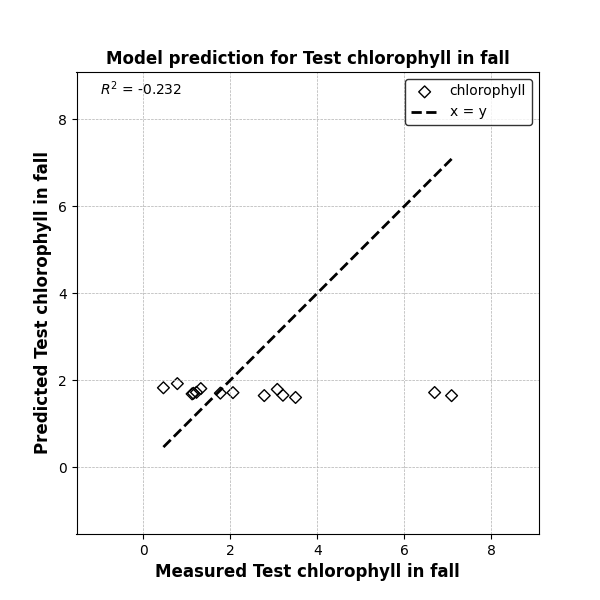 Model prediction for Test chlorophyll in fall
R² = -0.232
chlorophyll
x = y
Predicted Test chlorophyll in fall
8
6
4
2
0
0 2 4 6 8
Measured Test chlorophyll in fall